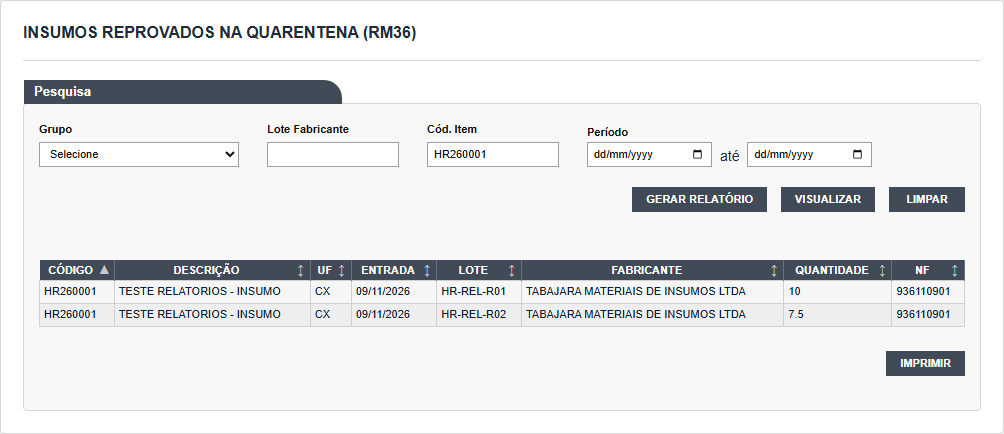 INSUMOS REPROVADOS NA QUARENTENA (RM36)
Pesquisa
Grupo Lote Fabricante Cód. Item Período
Selecione HR260001 dd/mm/yyyy até dd/mm/yyyy
GERAR RELATÓRIO VISUALIZAR LIMPAR
CÓDIGO DESCRIÇÃO UF ENTRADA LOTE FABRICANTE QUANTIDADE NF
HR260001 TESTE RELATORIOS - INSUMO CX 09/11/2026 HR-REL-R01 TABAJARA MATERIAIS DE INSUMOS LTDA 10 936110901
HR260001 TESTE RELATORIOS - INSUMO CX 09/11/2026 HR-REL-R02 TABAJARA MATERIAIS DE INSUMOS LTDA 7.5 936110901
IMPRIMIR